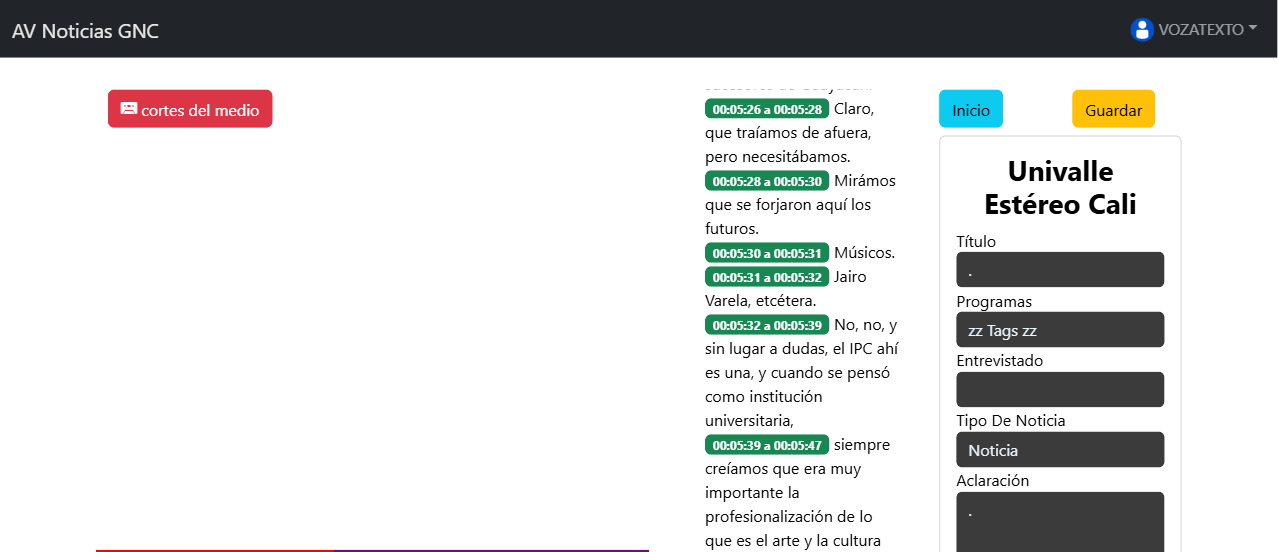 AV Noticias GNC
VOZATEXTO
cortes del medio
00:05:26 a 00:05:28 Claro,
que traíamos de afuera,
pero necesitábamos.
00:05:28 a 00:05:30 Mirámos
que se forjaron aquí los
futuros.
00:05:30 a 00:05:31 Músicos.
00:05:31 a 00:05:32 Jairo
Varela, etcétera.
00:05:32 a 00:05:39 No, no, y
sin lugar a dudas, el IPC ahí
es una, y cuando se pensó
como institución
universitaria,
00:05:39 a 00:05:47 siempre
creíamos que era muy
importante la
profesionalización de lo
que es el arte y la cultura
Inicio
Guardar
Univalle
Estéreo Cali
Título
.
Programas
zz Tags zz
Entrevistado
Tipo De Noticia
Noticia
Aclaración
.